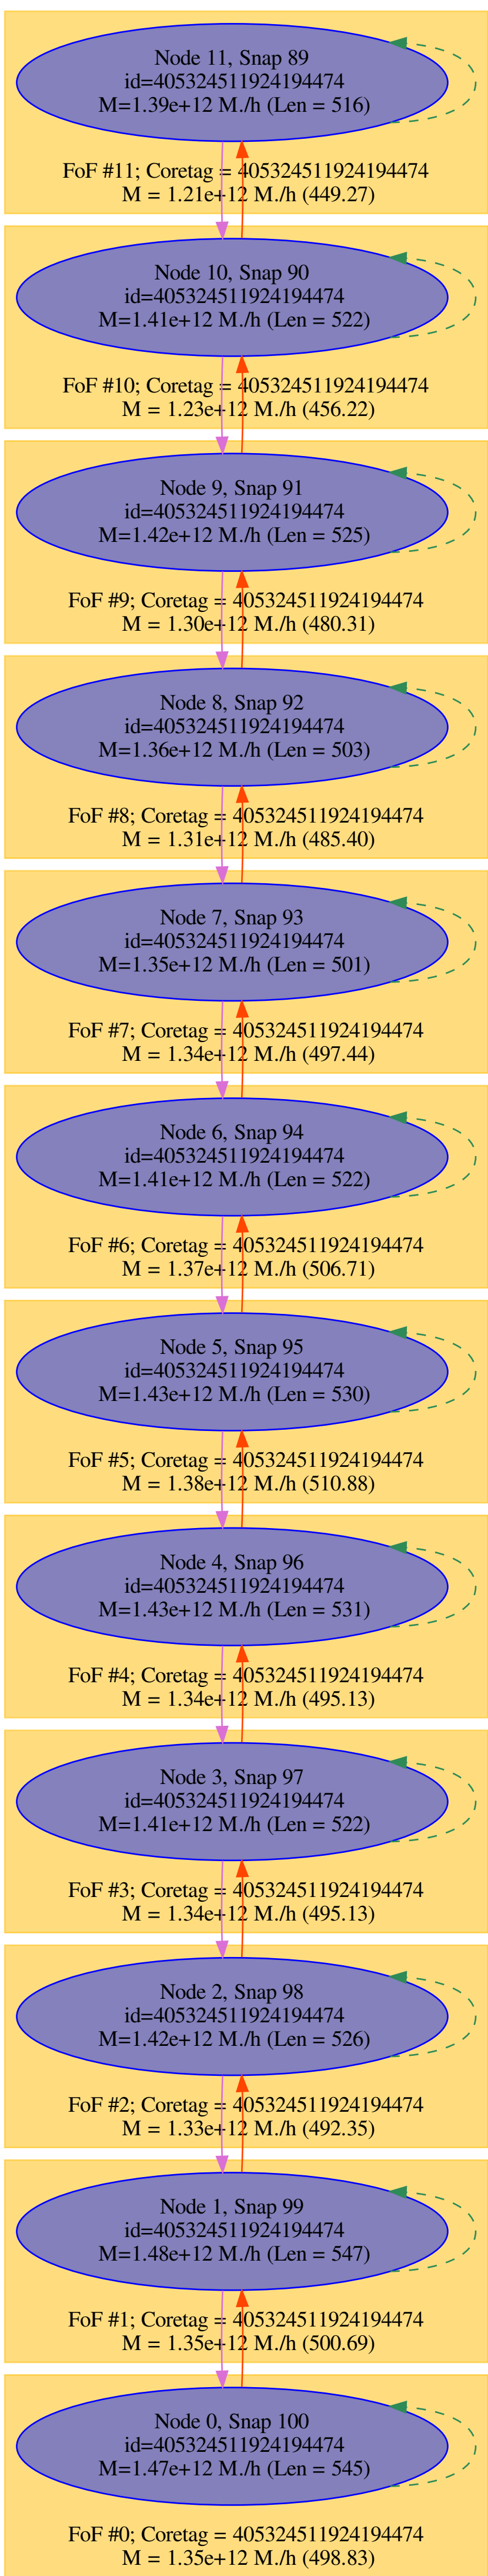 Node 11, Snap 89
id=405324511924194474
M=1.39e+12 M./h (Len = 516)
FoF #11; Coretag = 405324511924194474
M = 1.21e+12 M./h (449.27)
Node 10, Snap 90
id=405324511924194474
M=1.41e+12 M./h (Len = 522)
FoF #10; Coretag = 405324511924194474
M = 1.23e+12 M./h (456.22)
Node 9, Snap 91
id=405324511924194474
M=1.42e+12 M./h (Len = 525)
FoF #9; Coretag = 405324511924194474
M = 1.30e+12 M./h (480.31)
Node 8, Snap 92
id=405324511924194474
M=1.36e+12 M./h (Len = 503)
FoF #8; Coretag = 405324511924194474
M = 1.31e+12 M./h (485.40)
Node 7, Snap 93
id=405324511924194474
M=1.35e+12 M./h (Len = 501)
FoF #7; Coretag = 405324511924194474
M = 1.34e+12 M./h (497.44)
Node 6, Snap 94
id=405324511924194474
M=1.41e+12 M./h (Len = 522)
FoF #6; Coretag = 405324511924194474
M = 1.37e+12 M./h (506.71)
Node 5, Snap 95
id=405324511924194474
M=1.43e+12 M./h (Len = 530)
FoF #5; Coretag = 405324511924194474
M = 1.38e+12 M./h (510.88)
Node 4, Snap 96
id=405324511924194474
M=1.43e+12 M./h (Len = 531)
FoF #4; Coretag = 405324511924194474
M = 1.34e+12 M./h (495.13)
Node 3, Snap 97
id=405324511924194474
M=1.41e+12 M./h (Len = 522)
FoF #3; Coretag = 405324511924194474
M = 1.34e+12 M./h (495.13)
Node 2, Snap 98
id=405324511924194474
M=1.42e+12 M./h (Len = 526)
FoF #2; Coretag = 405324511924194474
M = 1.33e+12 M./h (492.35)
Node 1, Snap 99
id=405324511924194474
M=1.48e+12 M./h (Len = 547)
FoF #1; Coretag = 405324511924194474
M = 1.35e+12 M./h (500.69)
Node 0, Snap 100
id=405324511924194474
M=1.47e+12 M./h (Len = 545)
FoF #0; Coretag = 405324511924194474
M = 1.35e+12 M./h (498.83)